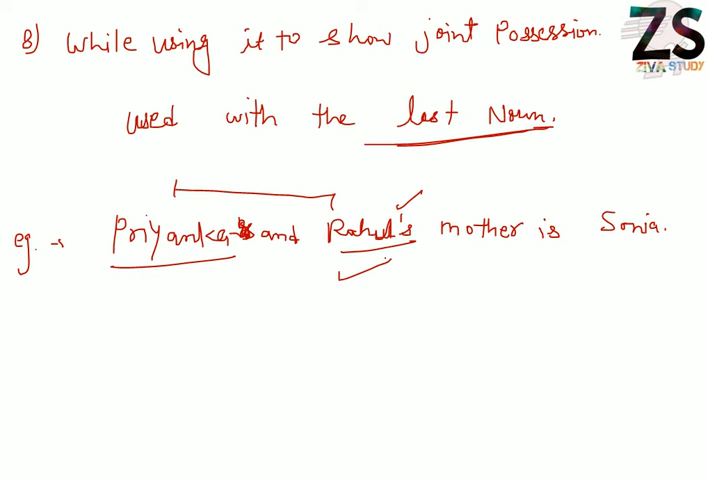 8) While using it to show joint Possession.
used with the last Noun.
eg. → Priyanka and Rahul's mother is Sonia.
ZS
ZIVA STUDY